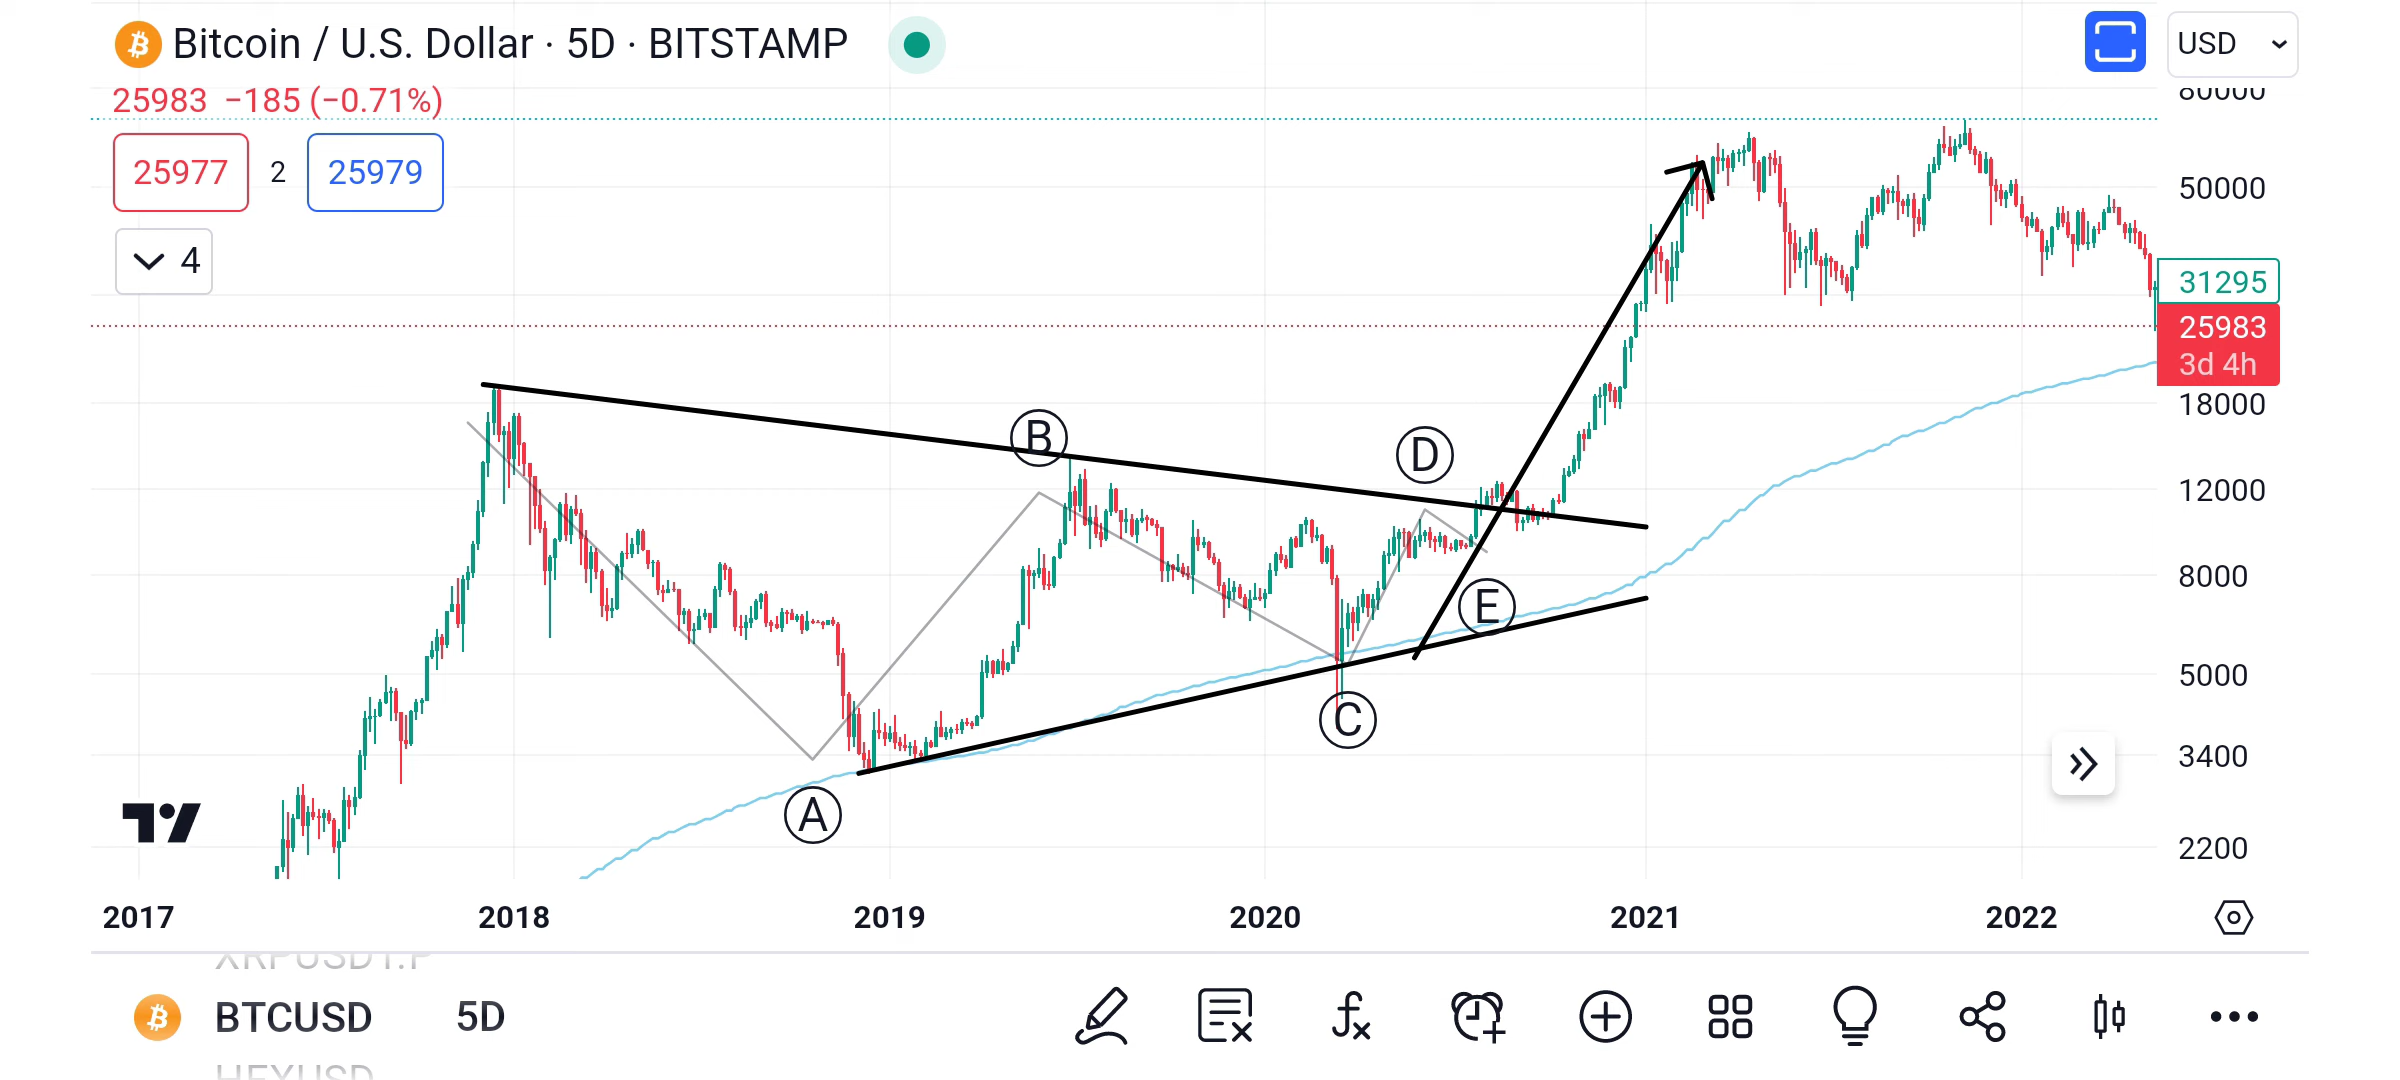 Bitcoin / U.S. Dollar · 5D · BITSTAMP
USD
25983 −185 (−0.71%)
80000
25977 2 25979
50000
4
31295
25983
3d 4h
18000
B
D
12000
8000
E
5000
C
3400
A
2200
2017 2018 2019 2020 2021 2022
BTCUSD 5D